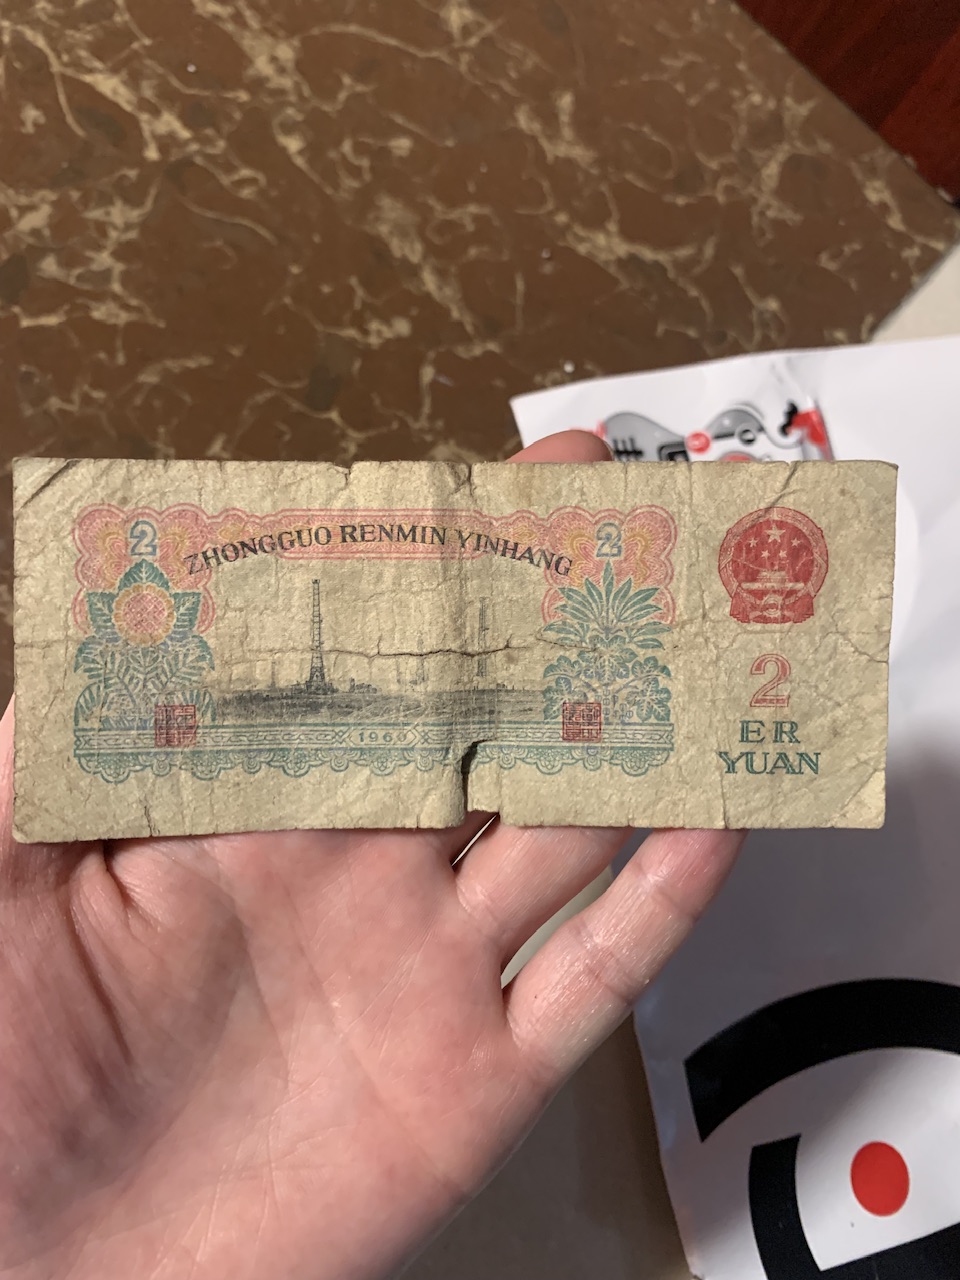 2
2
ZHONGGUO RENMIN YINHANG
2
ER
YUAN
1960